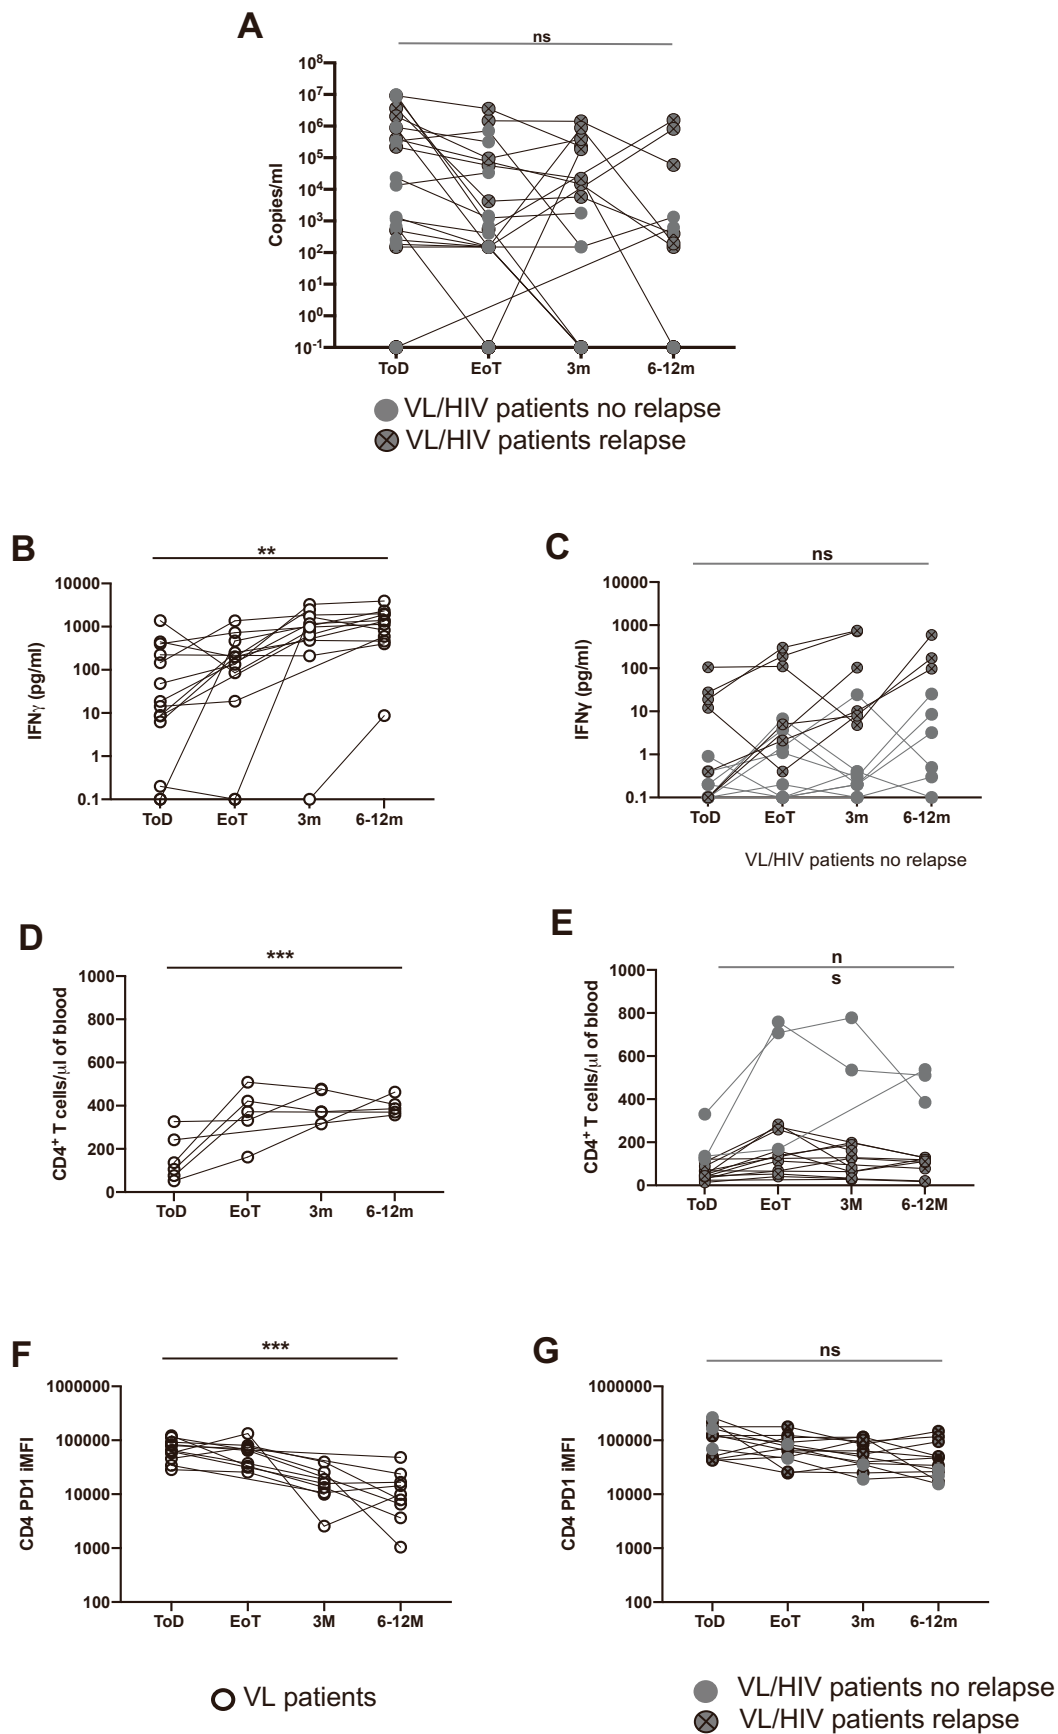 A
ns
10⁸
10⁷
10⁶
10⁵
10⁴
10³
10²
10¹
10⁰
10⁻¹
Copies/ml
ToD EoT 3m 6-12m
VL/HIV patients no relapse
VL/HIV patients relapse
B
**
10000
1000
100
10
1
0.1
IFNγ (pg/ml)
ToD EoT 3m 6-12m
C
ns
10000
1000
100
10
1
0.1
IFNγ (pg/ml)
ToD EoT 3m 6-12m
VL/HIV patients no relapse
D
***
1000
800
600
400
200
0
CD4⁺ T cells/µl of blood
ToD EoT 3m 6-12m
E
n
s
1000
800
600
400
200
0
CD4⁺ T cells/µl of blood
ToD EoT 3M 6-12M
F
***
1000000
100000
10000
1000
100
CD4 PD1 iMFI
ToD EoT 3M 6-12M
G
ns
1000000
100000
10000
1000
100
CD4 PD1 iMFI
ToD EoT 3m 6-12m
VL patients
VL/HIV patients no relapse
VL/HIV patients relapse